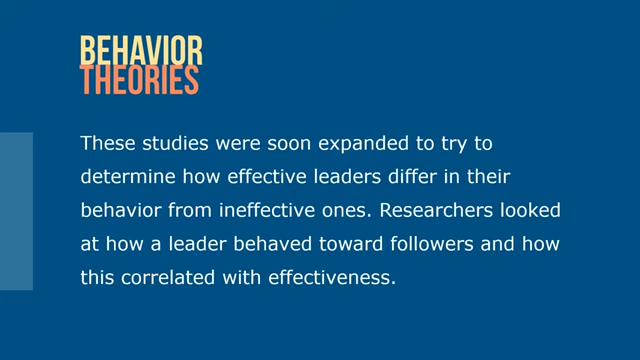 BEHAVIOR
THEORIES
These studies were soon expanded to try to
determine how effective leaders differ in their
behavior from ineffective ones. Researchers looked
at how a leader behaved toward followers and how
this correlated with effectiveness.